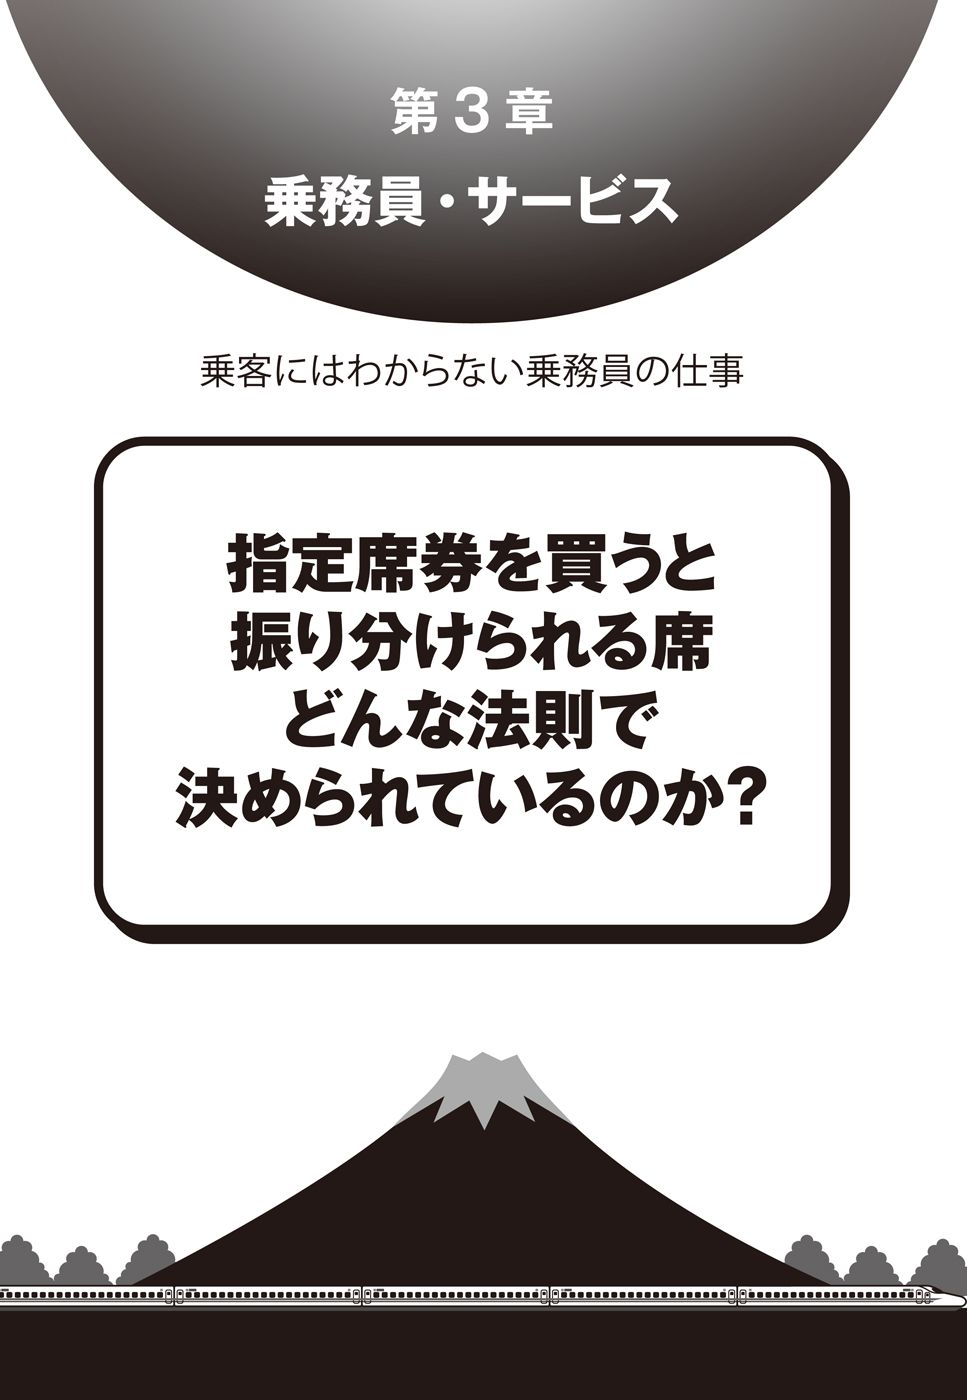 第3章
乗務員・サービス
乗客にはわからない乗務員の仕事
指定席券を買うと
振り分けられる席
どんな法則で
決められているのか?